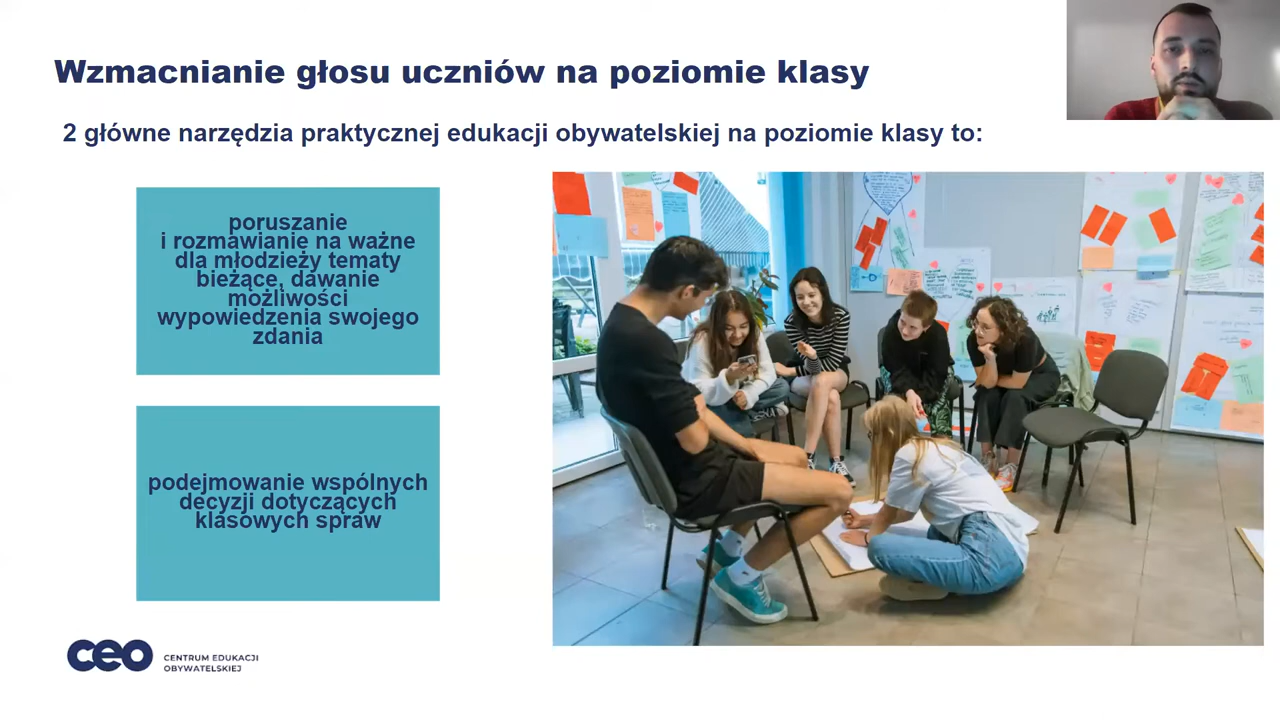 Wzmacnianie głosu uczniów na poziomie klasy
2 główne narzędzia praktycznej edukacji obywatelskiej na poziomie klasy to:
poruszanie
i rozmawianie na ważne
dla młodzieży tematy
bieżące, dawanie
możliwości
wypowiedzenia swojego
zdania
podejmowanie wspólnych
decyzji dotyczących
klasowych spraw
ceo
CENTRUM EDUKACJI
OBYWATELSKIEJ